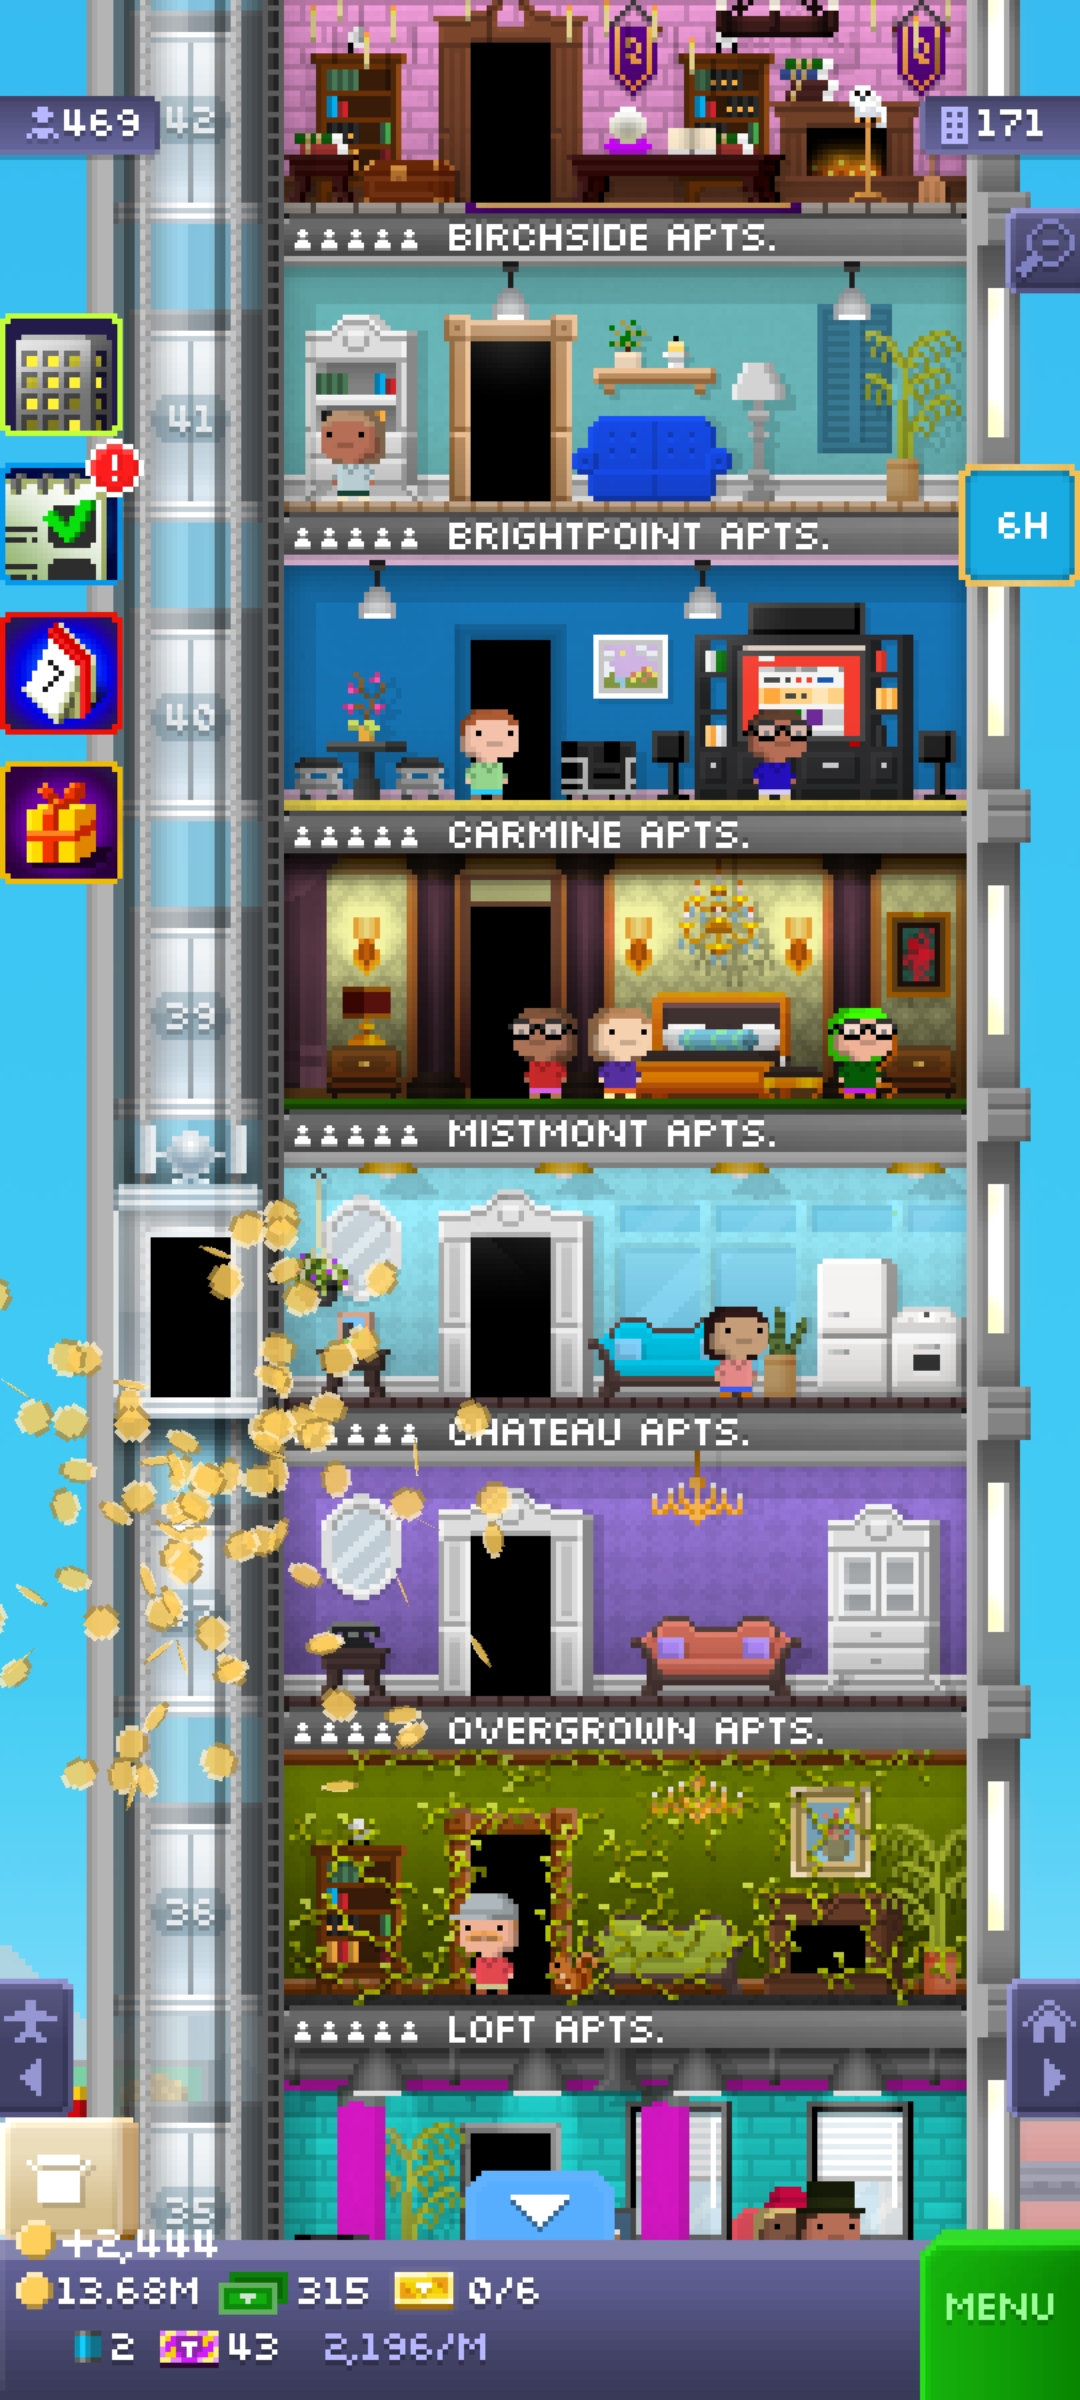 469
42
171
BIRCHSIDE APTS.
41
6H
BRIGHTPOINT APTS.
40
CARMINE APTS.
39
MISTMONT APTS.
CHATEAU APTS.
OVERGROWN APTS.
36
LOFT APTS.
35
+2,444
13.68M 315 0/6
MENU
2 T 43 2,196/M